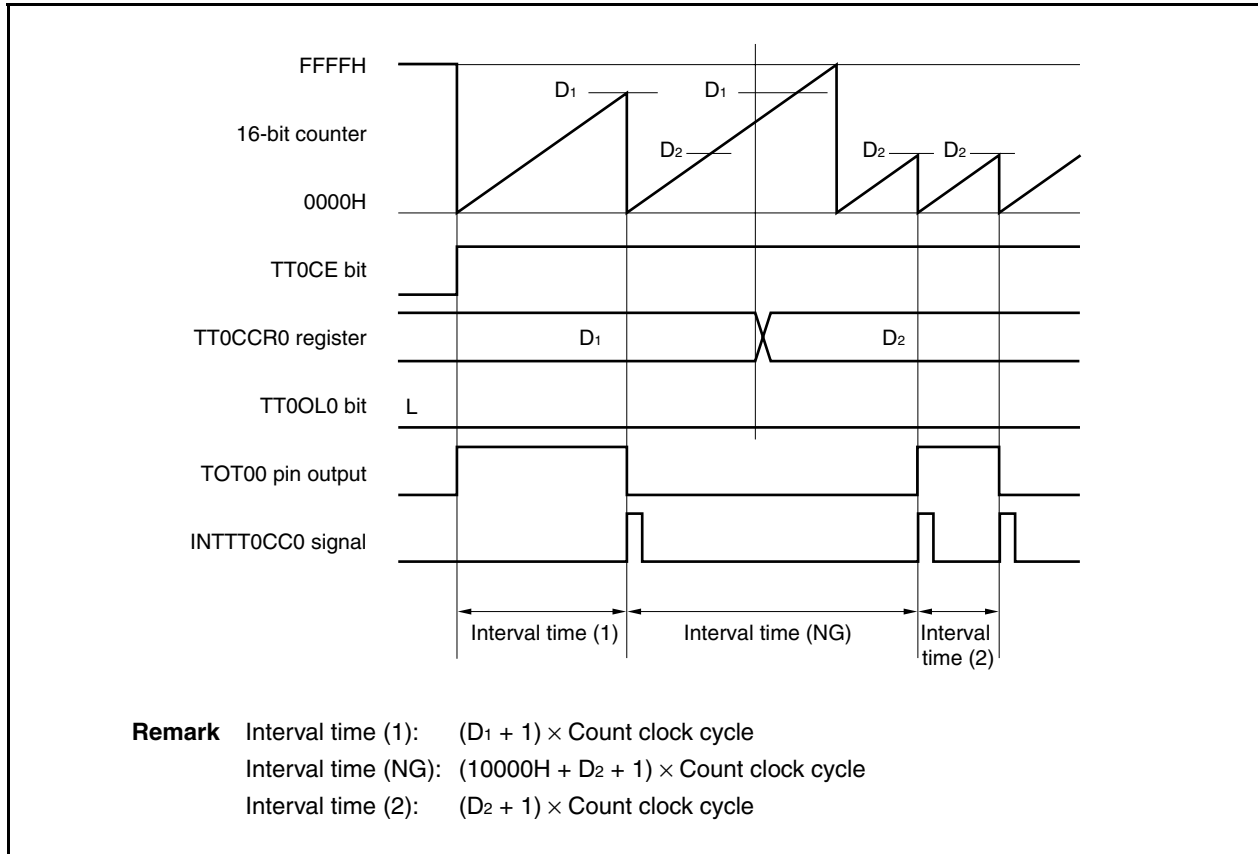 FFFFH
D1
D1
16-bit counter
D2
D2
D2
0000H
TT0CE bit
TT0CCR0 register
D1
D2
TT0OL0 bit
L
TOT00 pin output
INTTT0CC0 signal
Interval time (1)
Interval time (NG)
Interval
time (2)
Remark Interval time (1): (D1 + 1) × Count clock cycle
Interval time (NG): (10000H + D2 + 1) × Count clock cycle
Interval time (2): (D2 + 1) × Count clock cycle